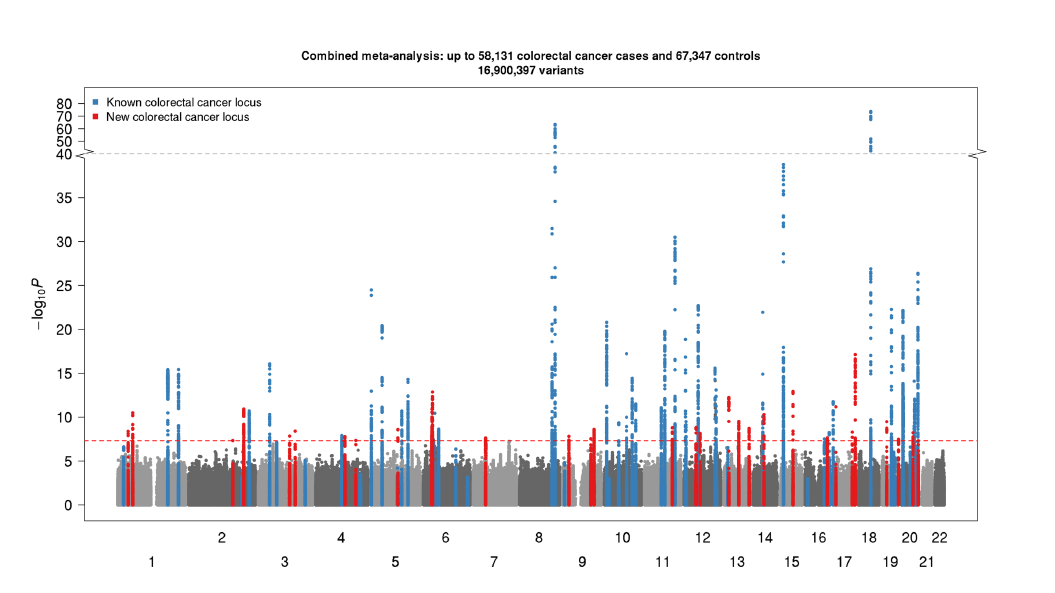 Combined meta-analysis: up to 58,131 colorectal cancer cases and 67,347 controls
16,900,397 variants
Known colorectal cancer locus
New colorectal cancer locus
80
70
60
50
40
35
30
25
20
15
10
5
0
−log10P
2 4 6 8 10 12 14 16 18 20 22
1 3 5 7 9 11 13 15 17 19 21